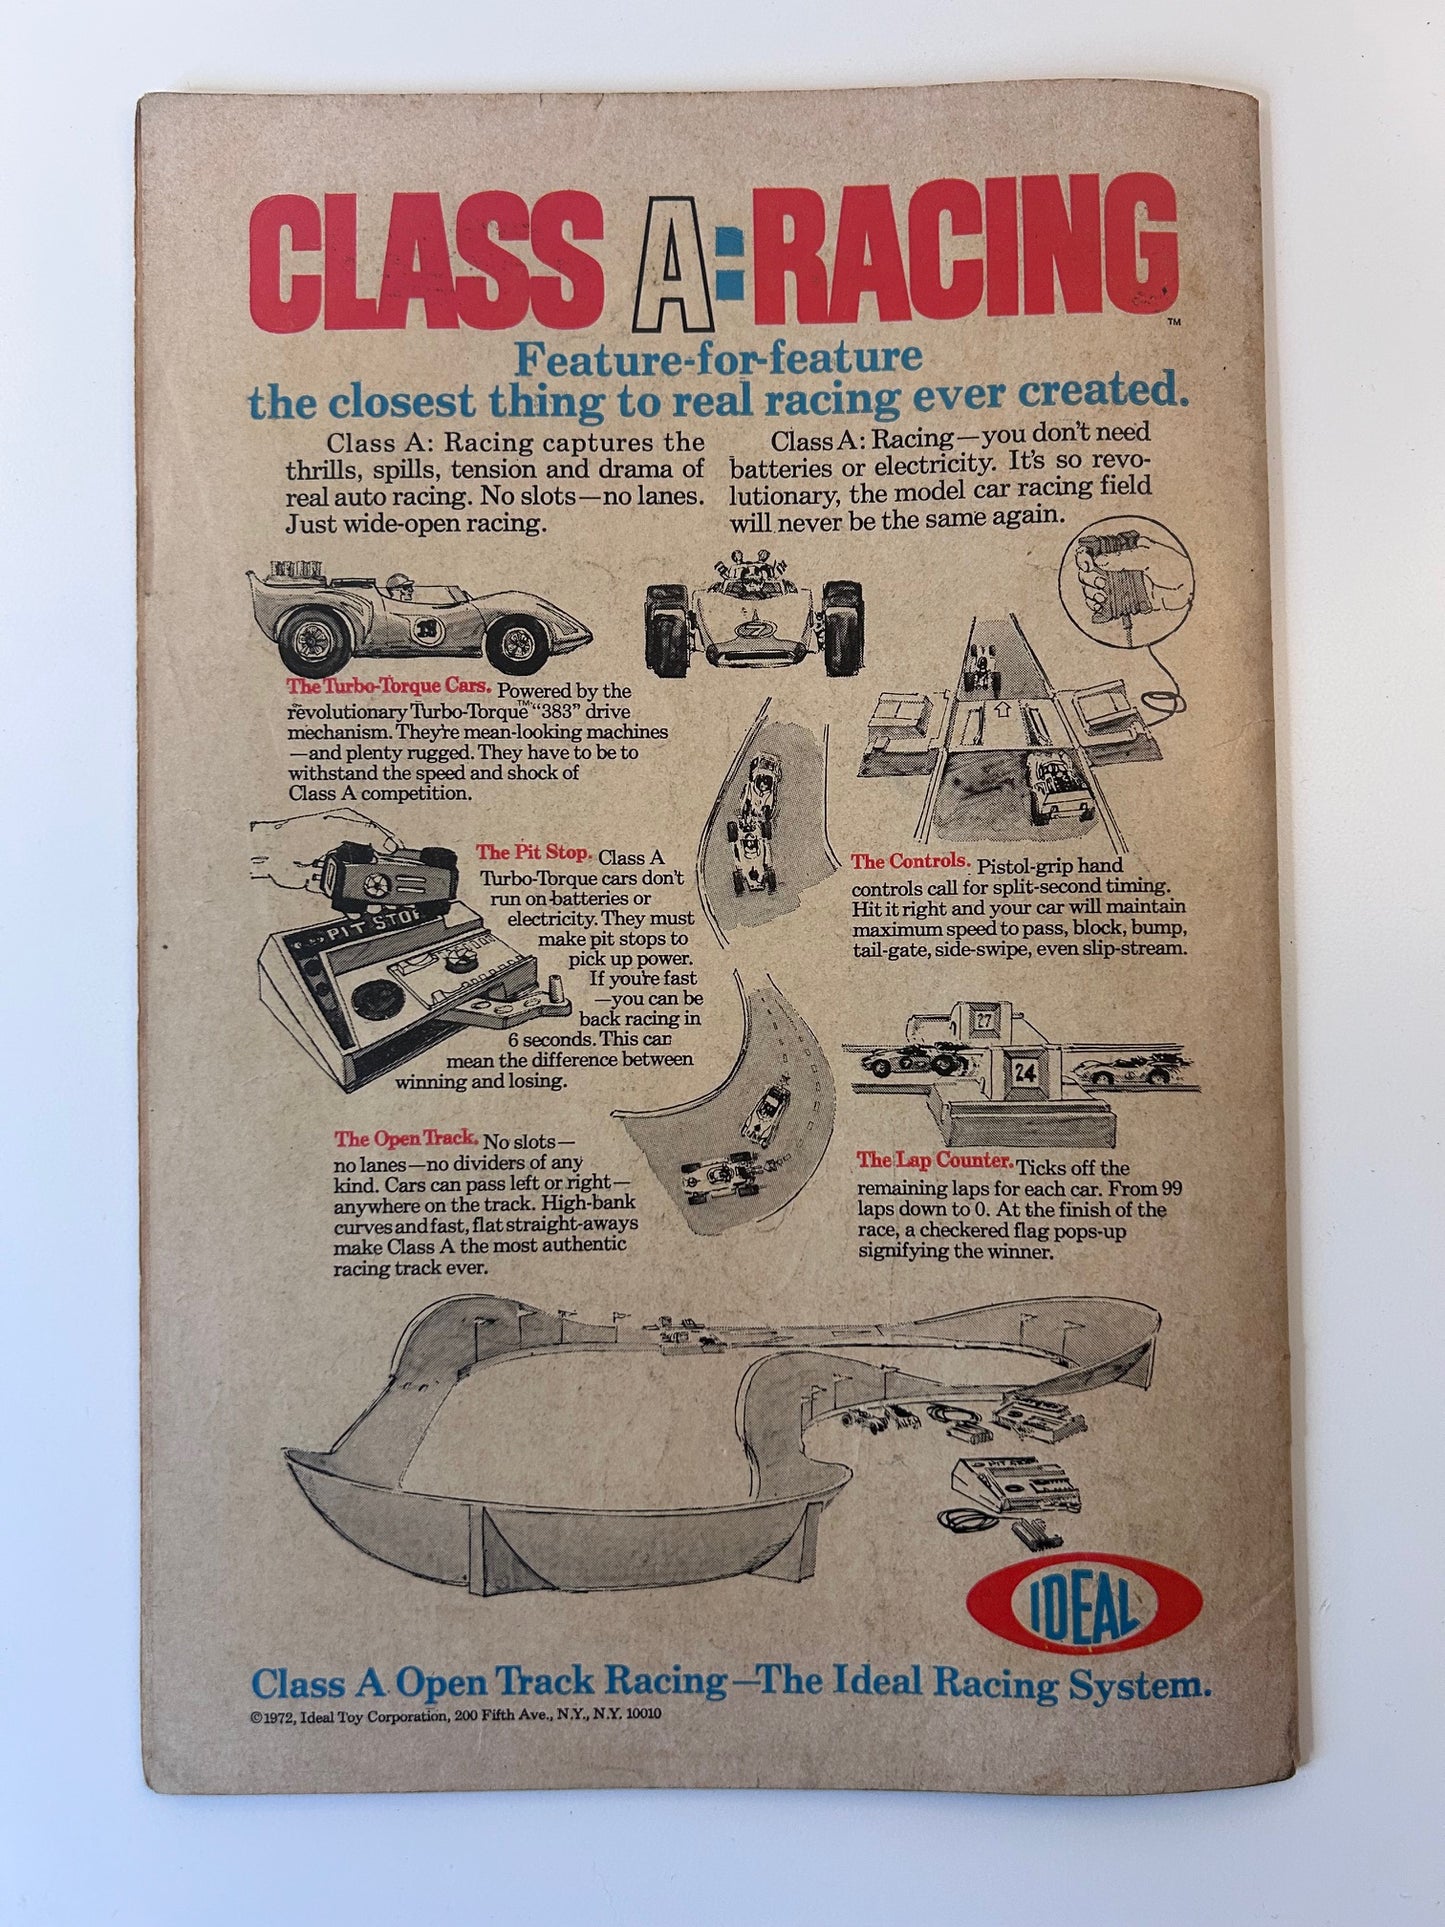 CLASS A:RACING
TM
Feature-for-feature
the closest thing to real racing ever created.
Class A: Racing captures the
thrills, spills, tension and drama of
real auto racing. No slots—no lanes.
Just wide-open racing.
Class A: Racing—you don't need
batteries or electricity. It's so revo-
lutionary, the model car racing field
will never be the same again.
The Turbo-Torque Cars. Powered by the
revolutionary Turbo-Torque™ "383" drive
mechanism. They're mean-looking machines
—and plenty rugged. They have to be to
withstand the speed and shock of
Class A competition.
7
PIT STOP
The Pit Stop. Class A
Turbo-Torque cars don't
run on batteries or
electricity. They must
make pit stops to
pick up power.
If you're fast
—you can be
back racing in
6 seconds. This can
mean the difference between
winning and losing.
The Controls. Pistol-grip hand
controls call for split-second timing.
Hit it right and your car will maintain
maximum speed to pass, block, bump,
tail-gate, side-swipe, even slip-stream.
27
24
The Open Track. No slots—
no lanes—no dividers of any
kind. Cars can pass left or right—
anywhere on the track. High-bank
curves and fast, flat straight-aways
make Class A the most authentic
racing track ever.
The Lap Counter. Ticks off the
remaining laps for each car. From 99
laps down to 0. At the finish of the
race, a checkered flag pops-up
signifying the winner.
PIT STOP
IDEAL
Class A Open Track Racing—The Ideal Racing System.
©1972, Ideal Toy Corporation, 200 Fifth Ave., N.Y., N.Y. 10010